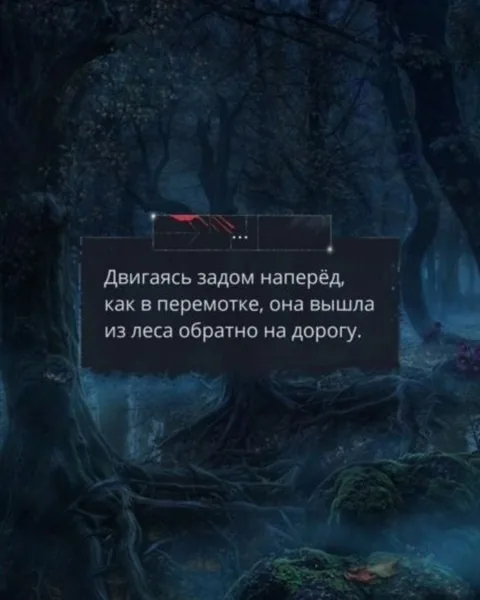 ...
Двигаясь задом наперёд,
как в перемотке, она вышла
из леса обратно на дорогу.